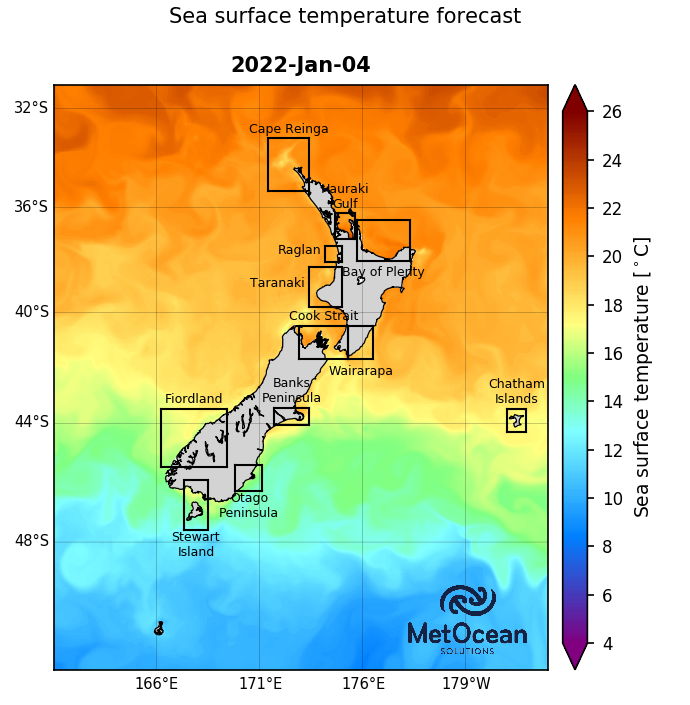 Sea surface temperature forecast
2022-Jan-04
32°S
36°S
40°S
44°S
48°S
166°E
171°E
176°E
179°W
Cape Reinga
Hauraki
Gulf
Raglan
Bay of Plenty
Taranaki
Cook Strait
Wairarapa
Banks
Peninsula
Fiordland
Chatham
Islands
Otago
Peninsula
Stewart
Island
MetOcean
SOLUTIONS
26
24
22
20
18
16
14
12
10
8
6
4
Sea surface temperature [°C]